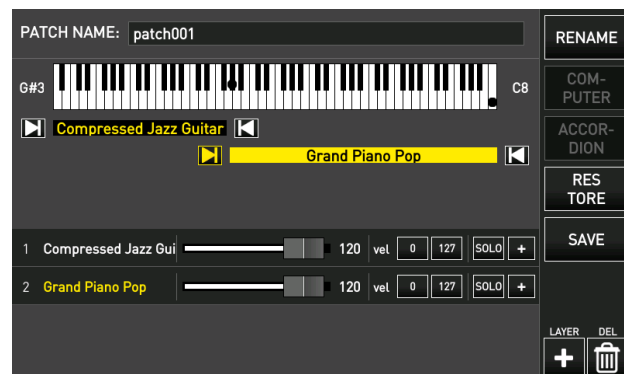 PATCH NAME: patch001
RENAME
G#3
C8
COM-
PUTER
Compressed Jazz Guitar
ACCOR-
DION
Grand Piano Pop
RES
TORE
1 Compressed Jazz Gui 120 vel 0 127 SOLO +
SAVE
2 Grand Piano Pop 120 vel 0 127 SOLO +
LAYER DEL
+